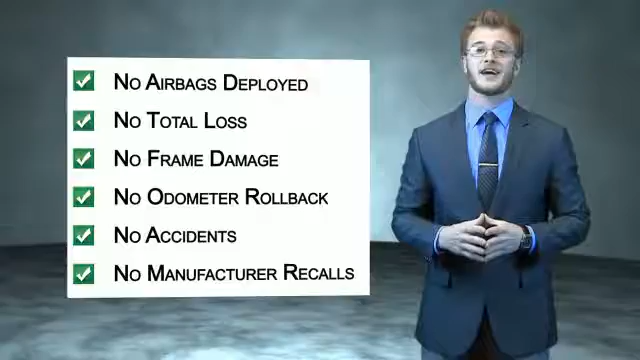 No Airbags Deployed
No Total Loss
No Frame Damage
No Odometer Rollback
No Accidents
No Manufacturer Recalls